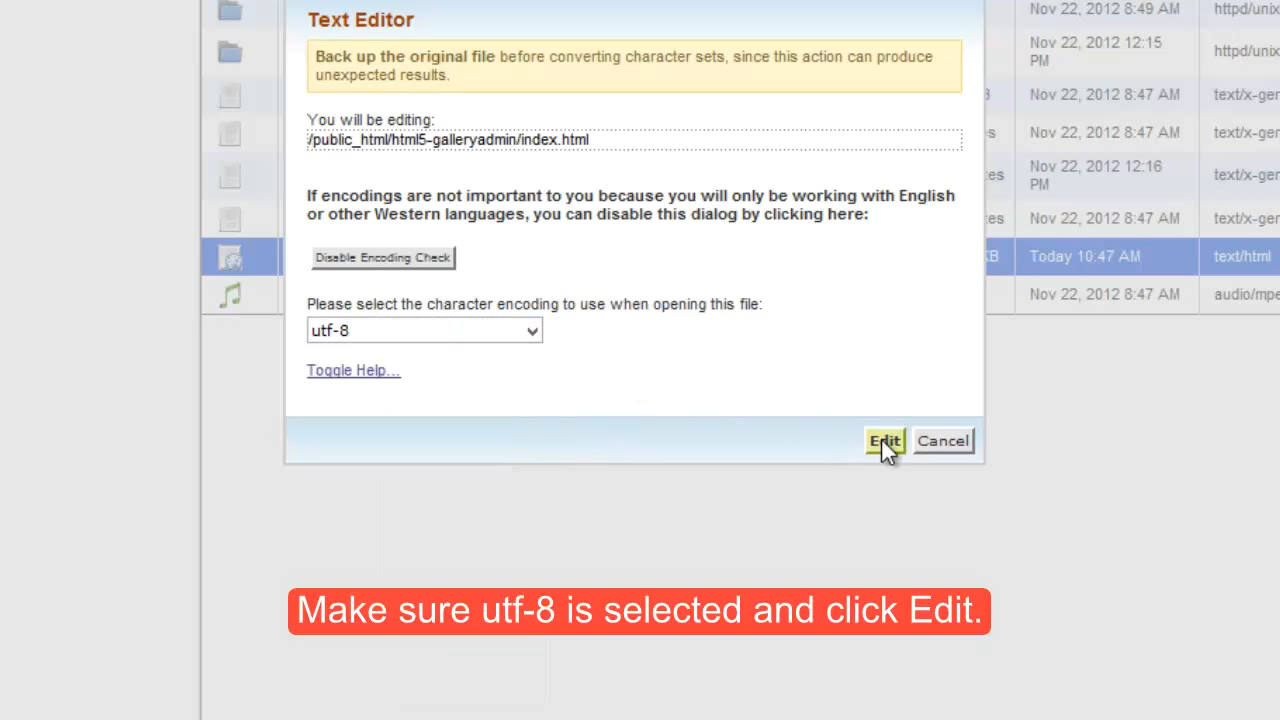 Nov 22, 2012 8:49 AM httpd/unix
Text Editor
Nov 22, 2012 12:15
PM httpd/unix
Back up the original file before converting character sets, since this action can produce
unexpected results.
Nov 22, 2012 8:47 AM text/x-gen
You will be editing:
/public_html/html5-galleryadmin/index.html
es Nov 22, 2012 8:47 AM text/x-gen
Nov 22, 2012 12:16
PM
tes text/x-gen
If encodings are not important to you because you will only be working with English
or other Western languages, you can disable this dialog by clicking here:
tes Nov 22, 2012 8:47 AM text/x-gen
Disable Encoding Check
KB Today 10:47 AM text/html
Please select the character encoding to use when opening this file:
Nov 22, 2012 8:47 AM audio/mpe
utf-8
Toggle Help...
Edit Cancel
Make sure utf-8 is selected and click Edit.